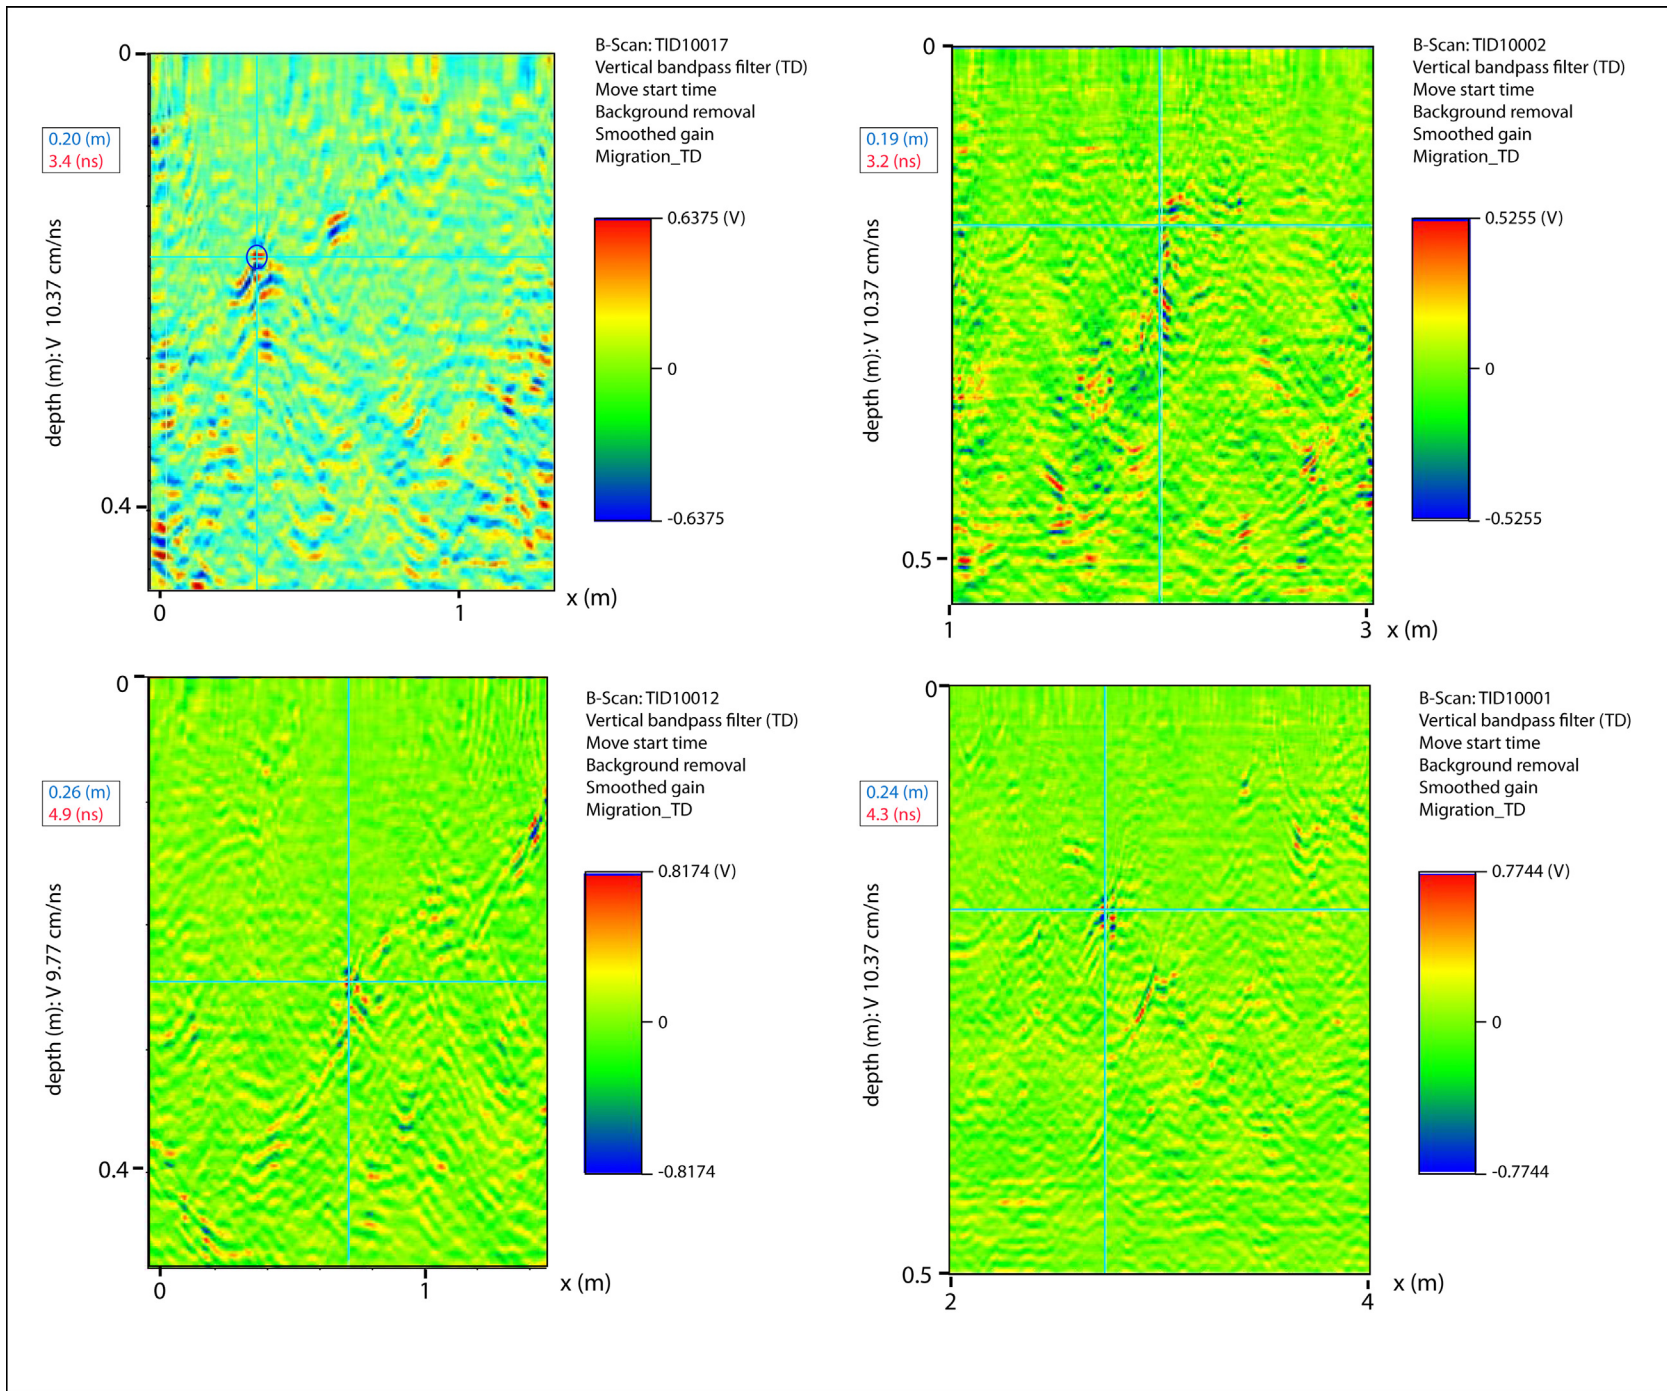 0
B-Scan: TID10017
Vertical bandpass filter (TD)
Move start time
Background removal
Smoothed gain
Migration_TD
0.20 (m)
3.4 (ns)
depth (m): V 10.37 cm/ns
0.6375 (V)
0
-0.6375
0.4
0
1
x (m)
0
B-Scan: TID10002
Vertical bandpass filter (TD)
Move start time
Background removal
Smoothed gain
Migration_TD
0.19 (m)
3.2 (ns)
depth (m): V 10.37 cm/ns
0.5255 (V)
0
-0.5255
0.5
1
3
x (m)
0
B-Scan: TID10012
Vertical bandpass filter (TD)
Move start time
Background removal
Smoothed gain
Migration_TD
0.26 (m)
4.9 (ns)
depth (m): V 9.77 cm/ns
0.8174 (V)
0
-0.8174
0.4
0
1
x (m)
0
B-Scan: TID10001
Vertical bandpass filter (TD)
Move start time
Background removal
Smoothed gain
Migration_TD
0.24 (m)
4.3 (ns)
depth (m): V 10.37 cm/ns
0.7744 (V)
0
-0.7744
0.5
2
4
x (m)